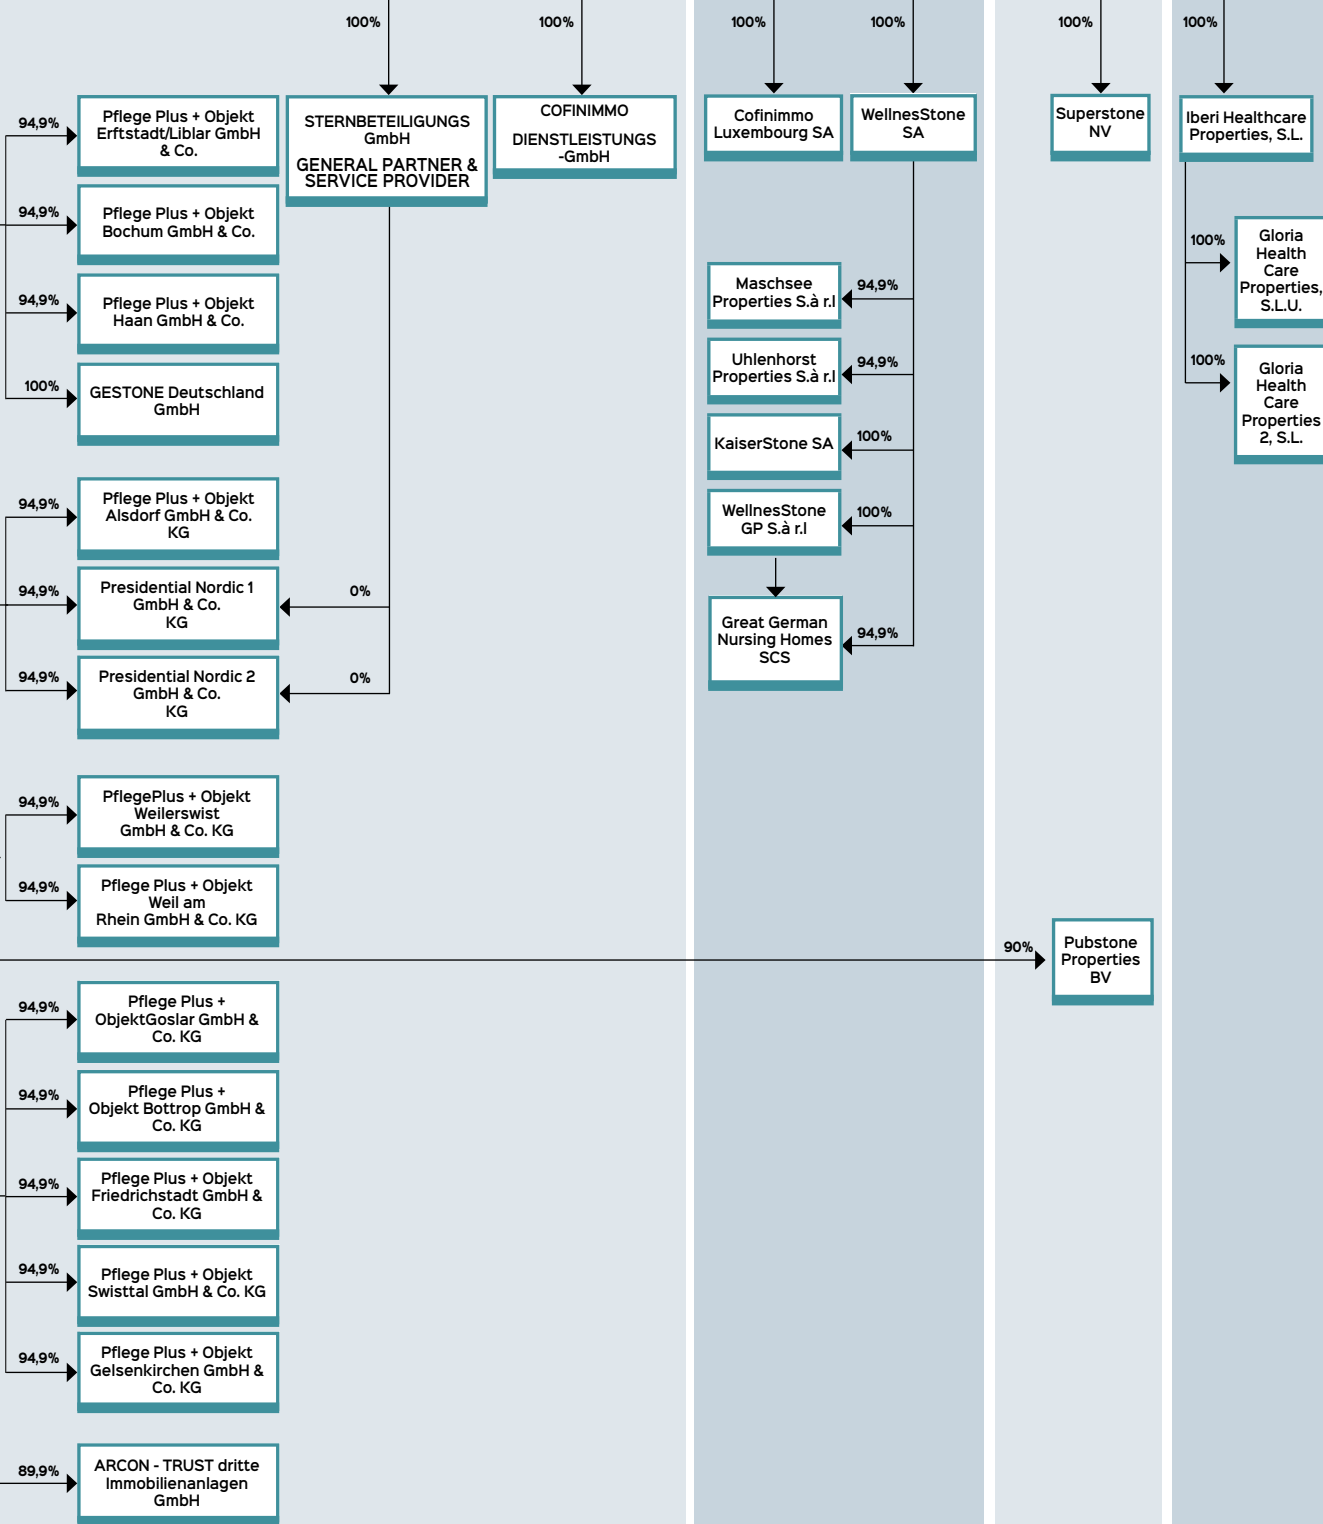 100%
100%
100%
100%
100%
100%
94,9%
Pflege Plus + Objekt
Erftstadt/Liblar GmbH
& Co.
STERNBETEILIGUNGS
GmbH
GENERAL PARTNER &
SERVICE PROVIDER
COFINIMMO
DIENSTLEISTUNGS
-GmbH
Cofinimmo
Luxembourg SA
WellnesStone
SA
Superstone
NV
Iberi Healthcare
Properties, S.L.
94,9%
Pflege Plus + Objekt
Bochum GmbH & Co.
100%
Gloria
Health
Care
Properties,
S.L.U.
94,9%
Pflege Plus + Objekt
Haan GmbH & Co.
Maschsee
Properties S.à r.l
94,9%
100%
GESTONE Deutschland
GmbH
Uhlenhorst
Properties S.à r.l
94,9%
100%
Gloria
Health
Care
Properties
2, S.L.
KaiserStone SA
100%
94,9%
Pflege Plus + Objekt
Alsdorf GmbH & Co.
KG
WellnesStone
GP S.à r.l
100%
94,9%
Presidential Nordic 1
GmbH & Co.
KG
0%
Great German
Nursing Homes
SCS
94,9%
94,9%
Presidential Nordic 2
GmbH & Co.
KG
0%
94,9%
PflegePlus + Objekt
Weilerswist
GmbH & Co. KG
94,9%
Pflege Plus + Objekt
Weil am
Rhein GmbH & Co. KG
90%
Pubstone
Properties
BV
94,9%
Pflege Plus +
ObjektGoslar GmbH &
Co. KG
94,9%
Pflege Plus +
Objekt Bottrop GmbH &
Co. KG
94,9%
Pflege Plus + Objekt
Friedrichstadt GmbH &
Co. KG
94,9%
Pflege Plus + Objekt
Swisttal GmbH & Co. KG
94,9%
Pflege Plus + Objekt
Gelsenkirchen GmbH &
Co. KG
89,9%
ARCON - TRUST dritte
Immobilienanlagen
GmbH